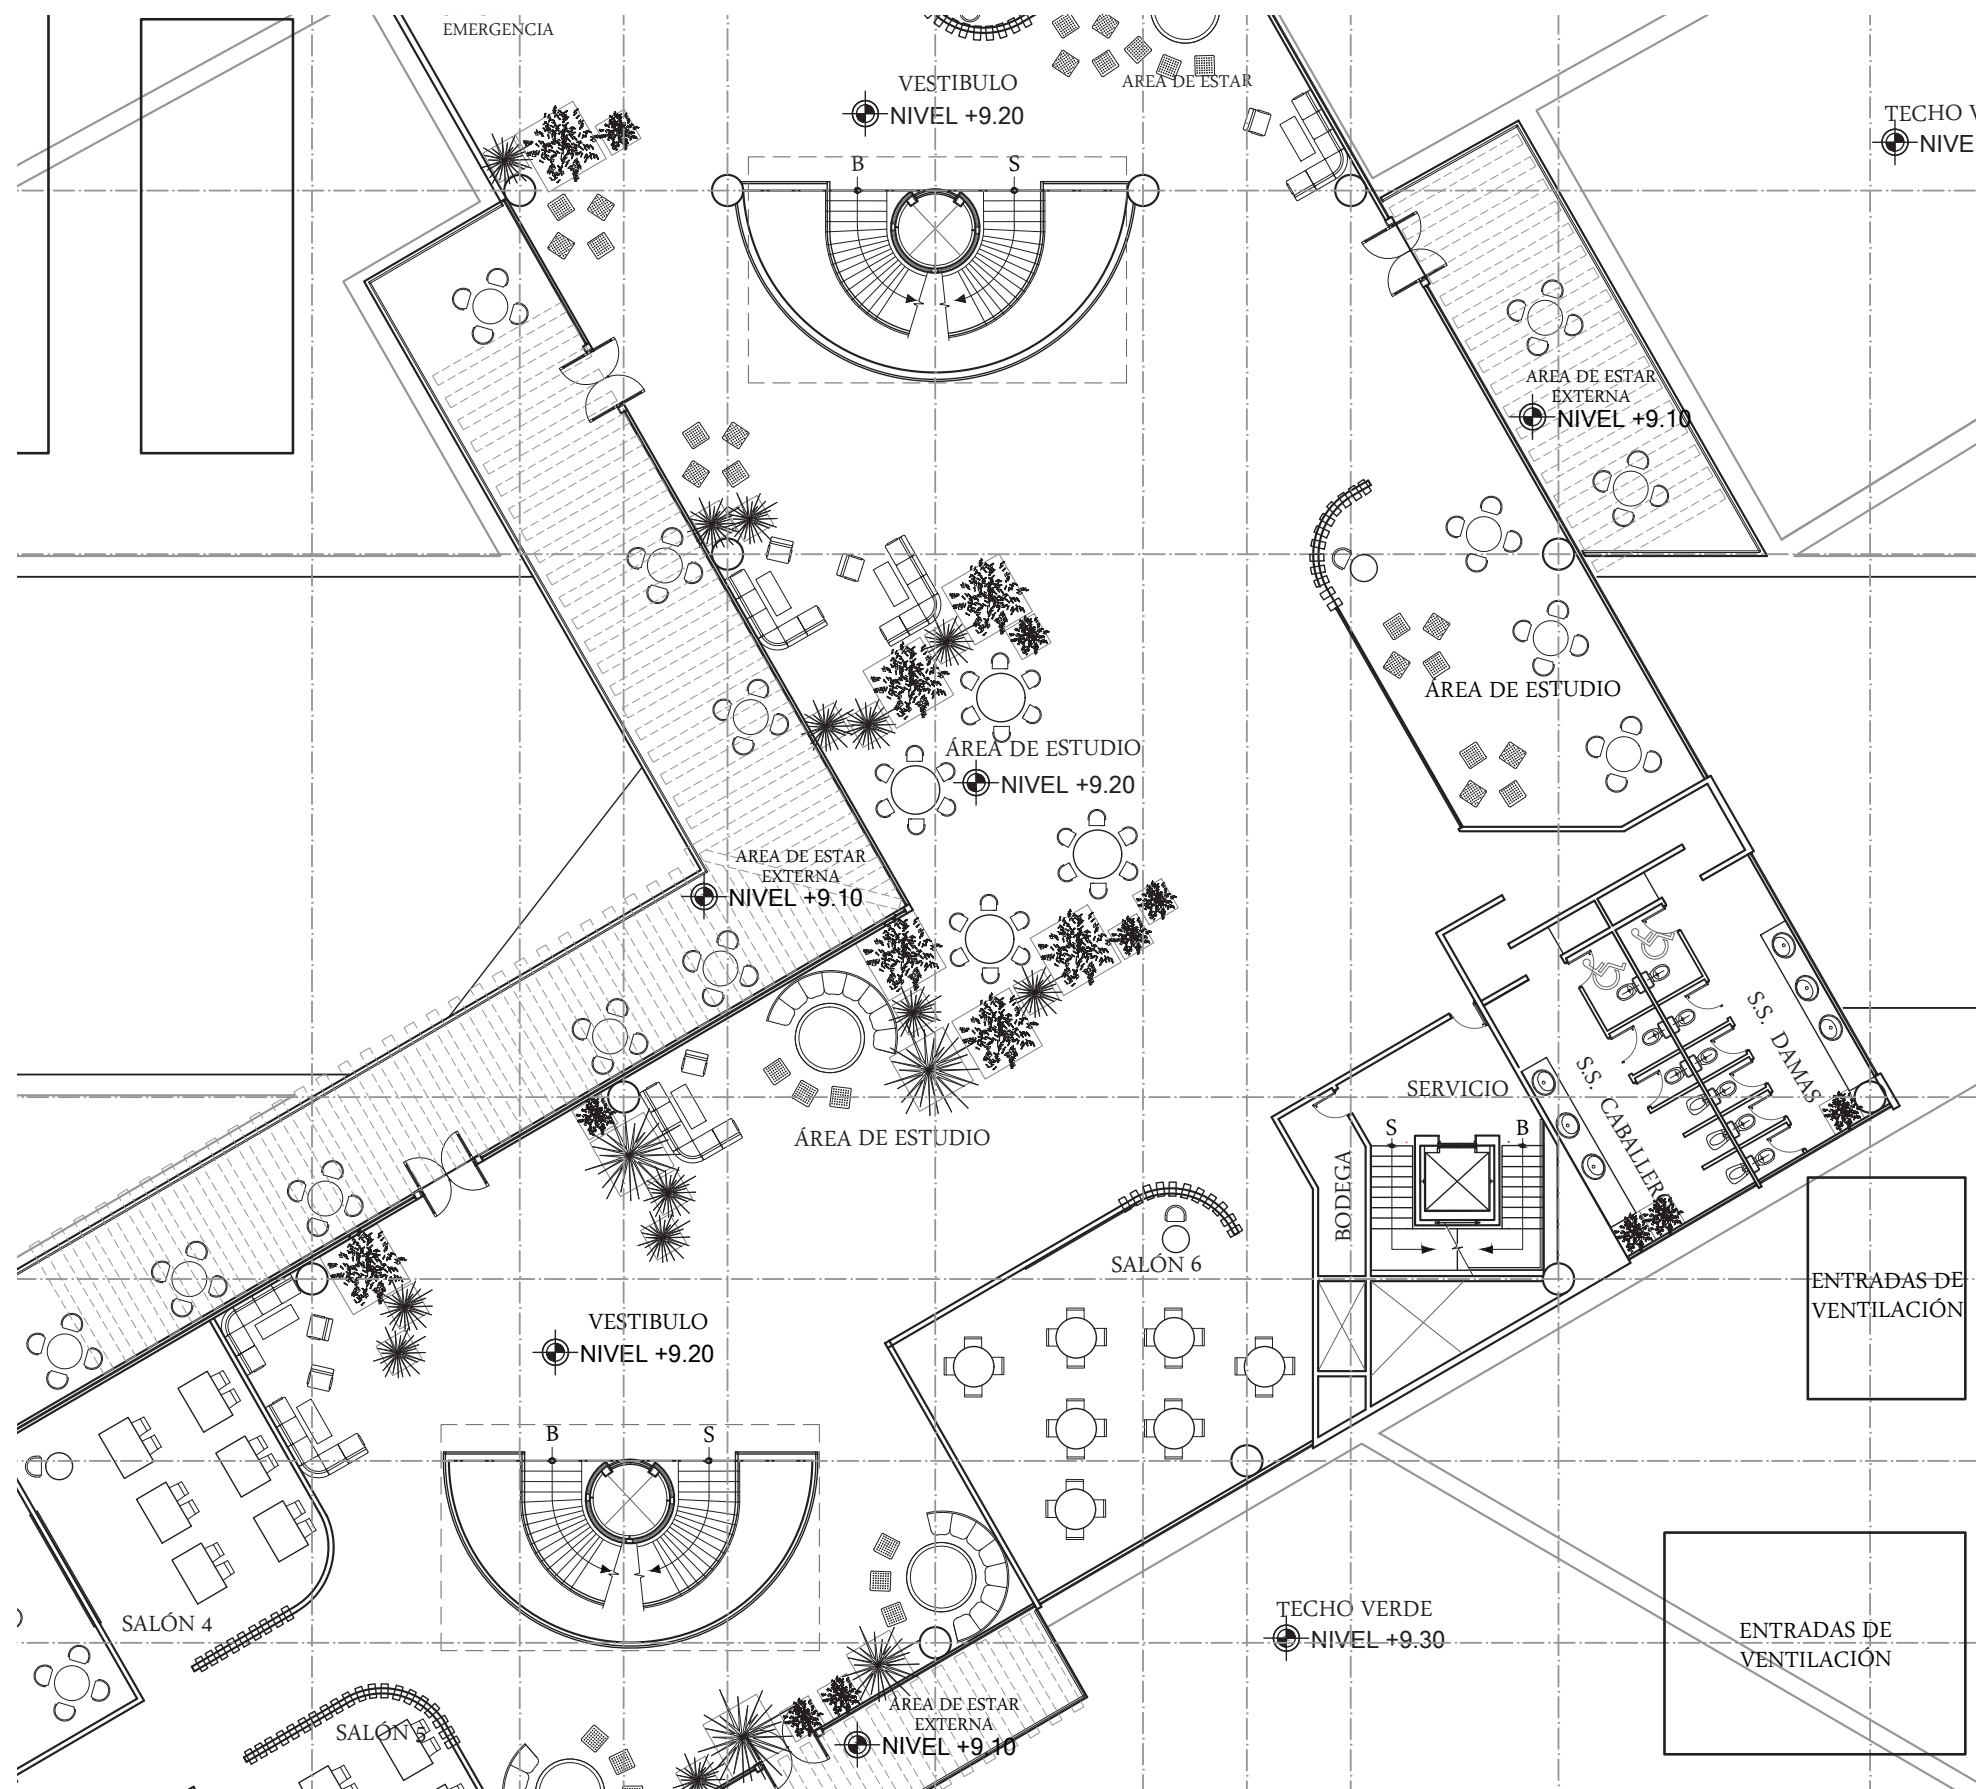 EMERGENCIA
VESTIBULO
NIVEL +9.20
AREA DE ESTAR
TECHO V
NIVE
B
S
AREA DE ESTAR
EXTERNA
NIVEL +9.10
ÁREA DE ESTUDIO
ÁREA DE ESTUDIO
NIVEL +9.20
AREA DE ESTAR
EXTERNA
NIVEL +9.10
S.S. DAMAS
S.S. CABALLERO
SERVICIO
S
B
ÁREA DE ESTUDIO
BODEGA
SALÓN 6
ENTRADAS DE
VENTILACIÓN
VESTIBULO
NIVEL +9.20
B
S
SALÓN 4
TECHO VERDE
NIVEL +9.30
ENTRADAS DE
VENTILACIÓN
AREA DE ESTAR
EXTERNA
NIVEL +9.10
SALÓN 5